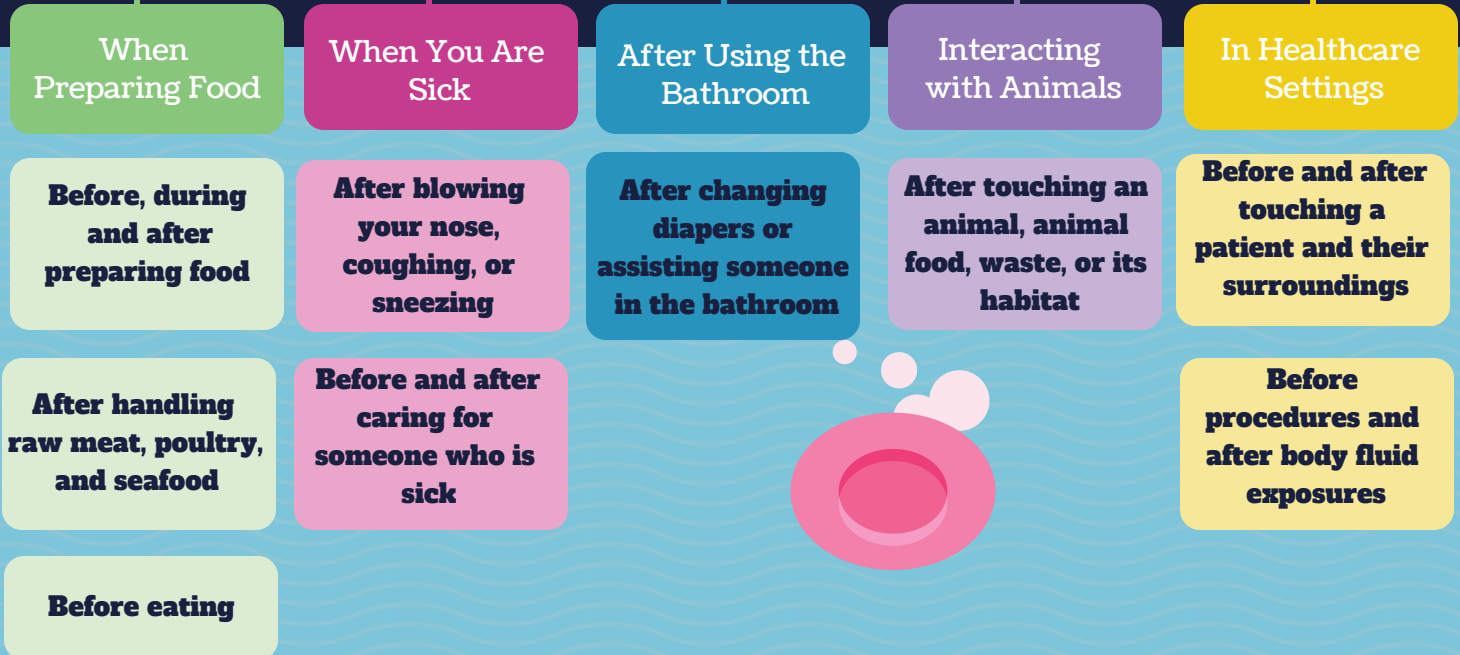 When
Preparing Food
When You Are
Sick
After Using the
Bathroom
Interacting
with Animals
In Healthcare
Settings
Before, during
and after
preparing food
After blowing
your nose,
coughing, or
sneezing
After changing
diapers or
assisting someone
in the bathroom
After touching an
animal, animal
food, waste, or its
habitat
Before and after
touching a
patient and their
surroundings
After handling
raw meat, poultry,
and seafood
Before and after
caring for
someone who is
sick
Before
procedures and
after body fluid
exposures
Before eating